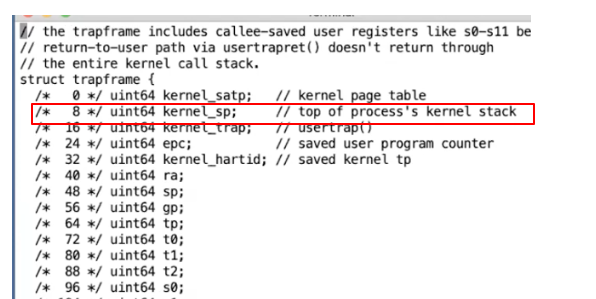 // the trapframe includes callee-saved user registers like s0-s11 be
// return-to-user path via usertrapret() doesn't return through
// the entire kernel call stack.
struct trapframe {
/*   0 */ uint64 kernel_satp;   // kernel page table
/*   8 */ uint64 kernel_sp;     // top of process's kernel stack
/*  16 */ uint64 kernel_trap;   // usertrap()
/*  24 */ uint64 epc;           // saved user program counter
/*  32 */ uint64 kernel_hartid; // saved kernel tp
/*  40 */ uint64 ra;
/*  48 */ uint64 sp;
/*  56 */ uint64 gp;
/*  64 */ uint64 tp;
/*  72 */ uint64 t0;
/*  80 */ uint64 t1;
/*  88 */ uint64 t2;
/*  96 */ uint64 s0;